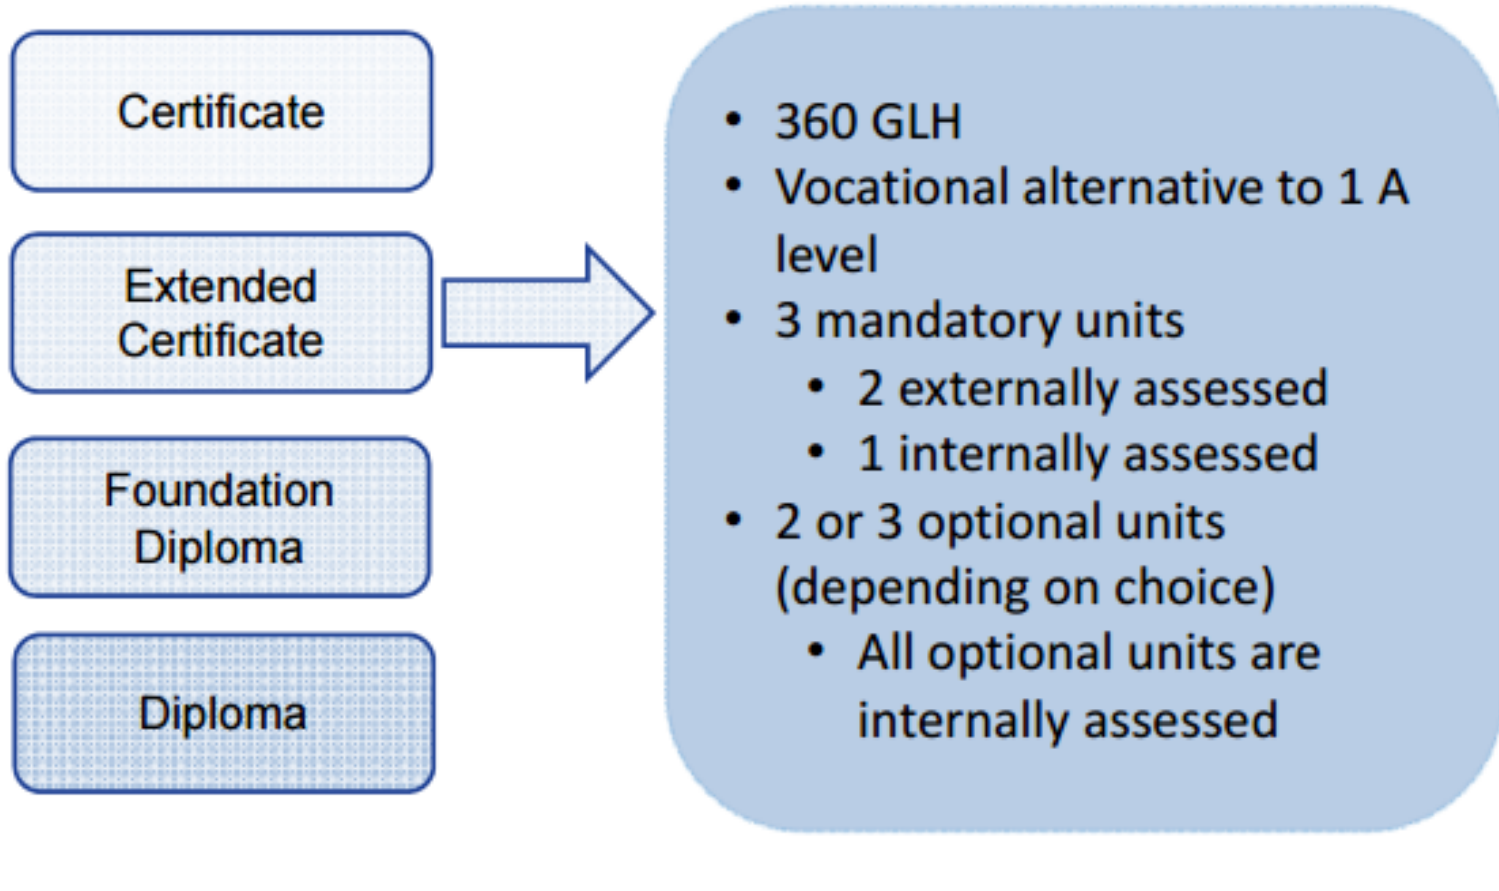 Certificate
Extended
Certificate
Foundation
Diploma
Diploma
• 360 GLH
• Vocational alternative to 1 A
level
• 3 mandatory units
• 2 externally assessed
• 1 internally assessed
• 2 or 3 optional units
(depending on choice)
• All optional units are
internally assessed